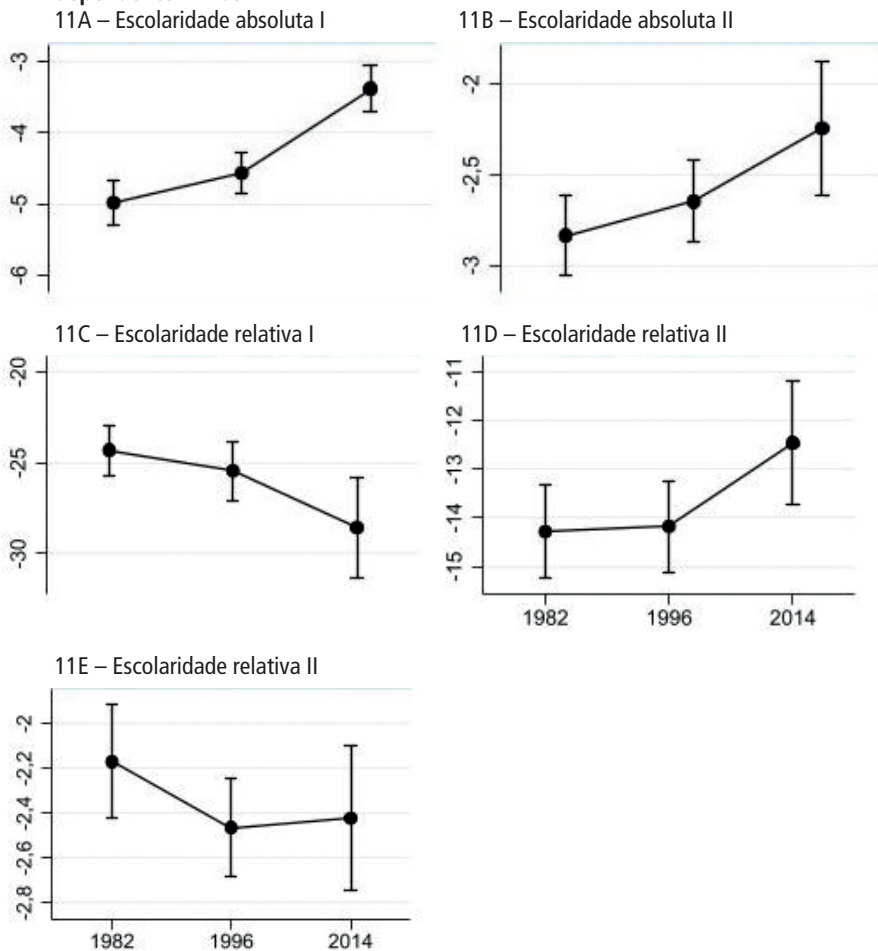 11A – Escolaridade absoluta I
-3
-4
-5
-6
11B – Escolaridade absoluta II
-2
-2,5
-3
11C – Escolaridade relativa I
-20
-25
-30
11D – Escolaridade relativa II
-11
-12
-13
-14
-15
1982 1996 2014
11E – Escolaridade relativa II
-2
-2,2
-2,4
-2,6
-2,8
1982 1996 2014